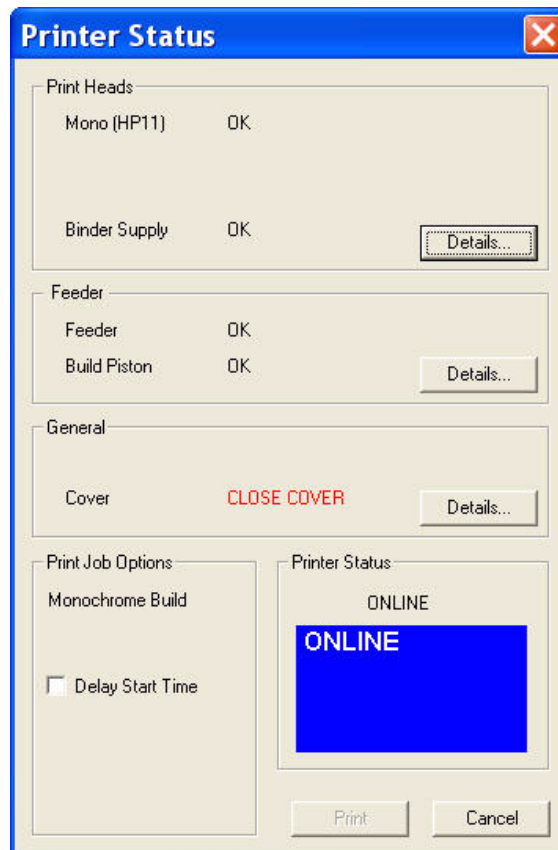 Printer Status
Print Heads
Mono (HP11) OK
Binder Supply OK
Details...
Feeder
Feeder OK
Build Piston OK
Details...
General
Cover CLOSE COVER
Details...
Print Job Options
Monochrome Build
Delay Start Time
Printer Status
ONLINE
ONLINE
Print
Cancel